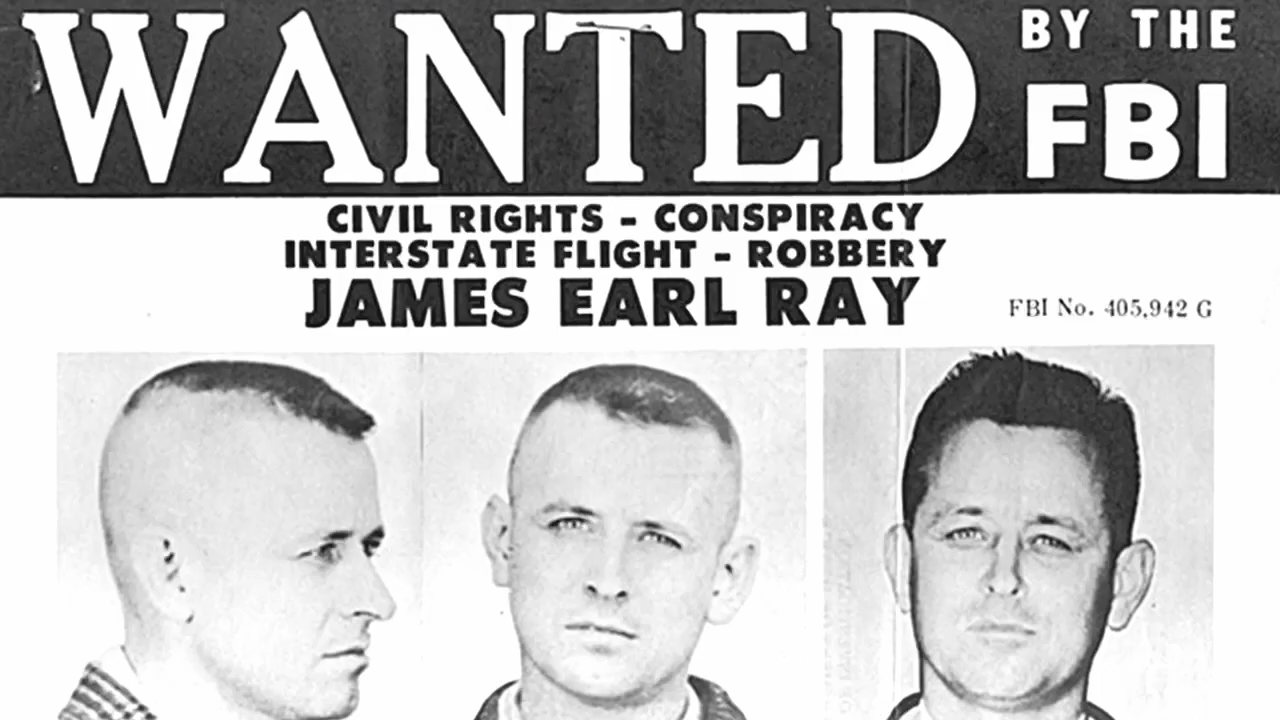 WANTED BY THE
FBI
CIVIL RIGHTS - CONSPIRACY
INTERSTATE FLIGHT - ROBBERY
JAMES EARL RAY
FBI No. 405,942 G